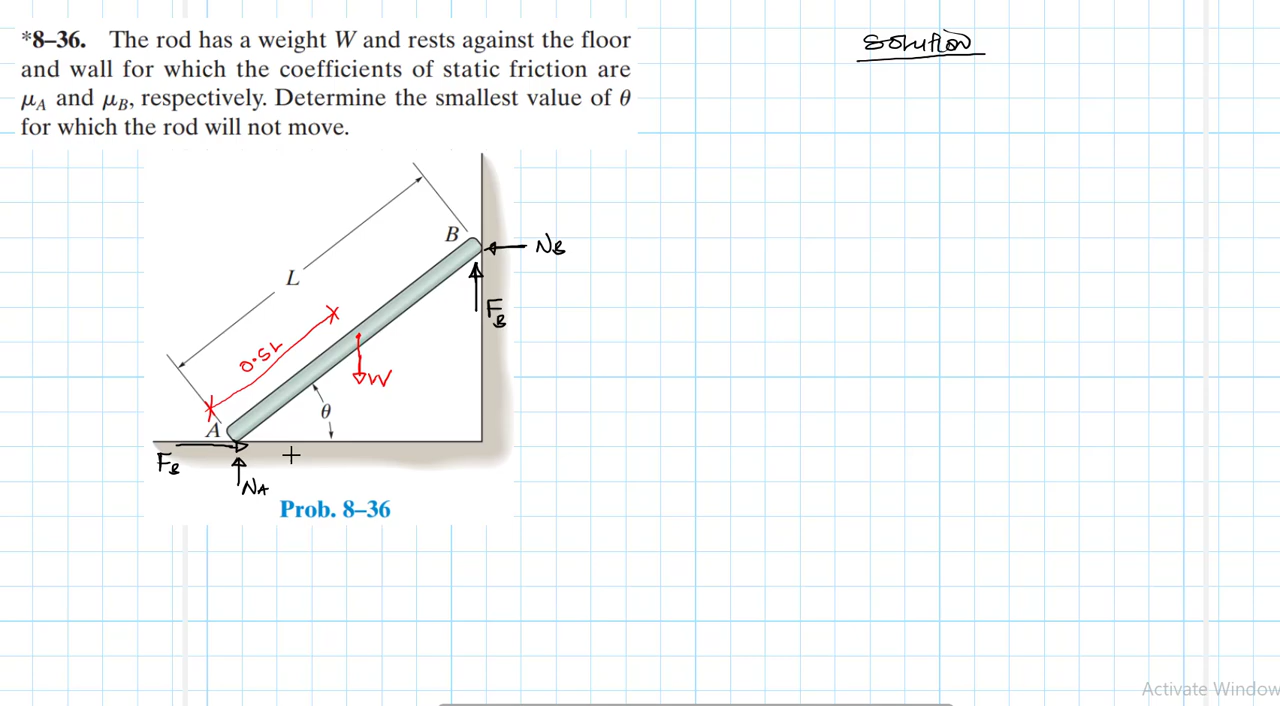 *8–36. The rod has a weight W and rests against the floor
and wall for which the coefficients of static friction are
μA and μB, respectively. Determine the smallest value of θ
for which the rod will not move.
Solution
B
NB
L
FB
0.5L
W
θ
A
FB
NA
Prob. 8–36
Activate Window